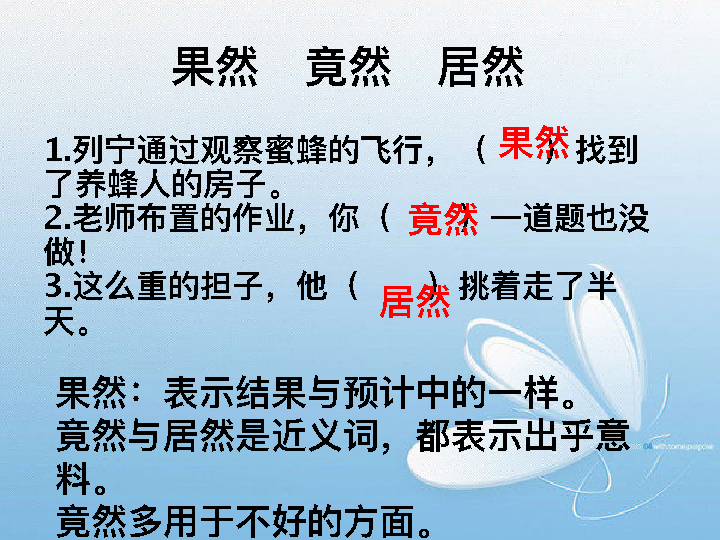 果然 竟然 居然
1.列宁通过观察蜜蜂的飞行，（ 果然 ）找到
了养蜂人的房子。
2.老师布置的作业，你（ 竟然 ）一道题也没
做！
3.这么重的担子，他（ 居然 ）挑着走了半
天。
果然：表示结果与预计中的一样。
竟然与居然是近义词，都表示出乎意
料。
竟然多用于不好的方面。